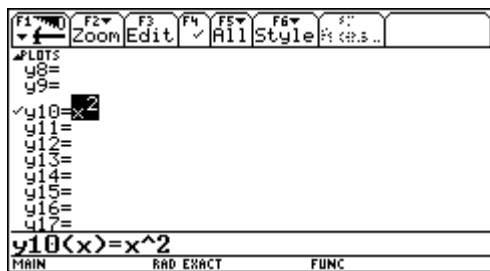 F1 F2 Zoom F3 Edit F4 ✓ F5 All F6 Style
PLOTS
y8=
y9=
✓y10=x²
y11=
y12=
y13=
y14=
y15=
y16=
y17=
y10(x)=x^2
MAIN RAD EXACT FUNC